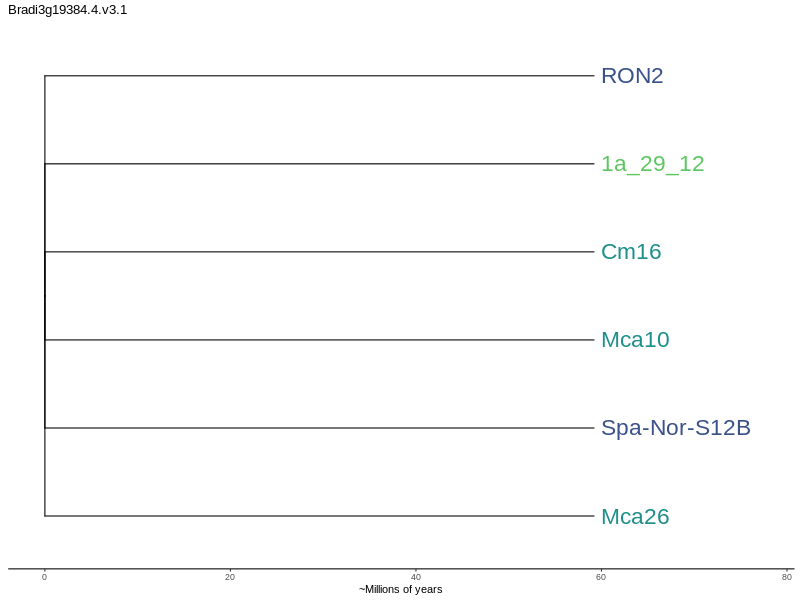 Bradi3g19384.4.v3.1
RON2
1a_29_12
Cm16
Mca10
Spa-Nor-S12B
Mca26
0 20 40 60 80
~Millions of years